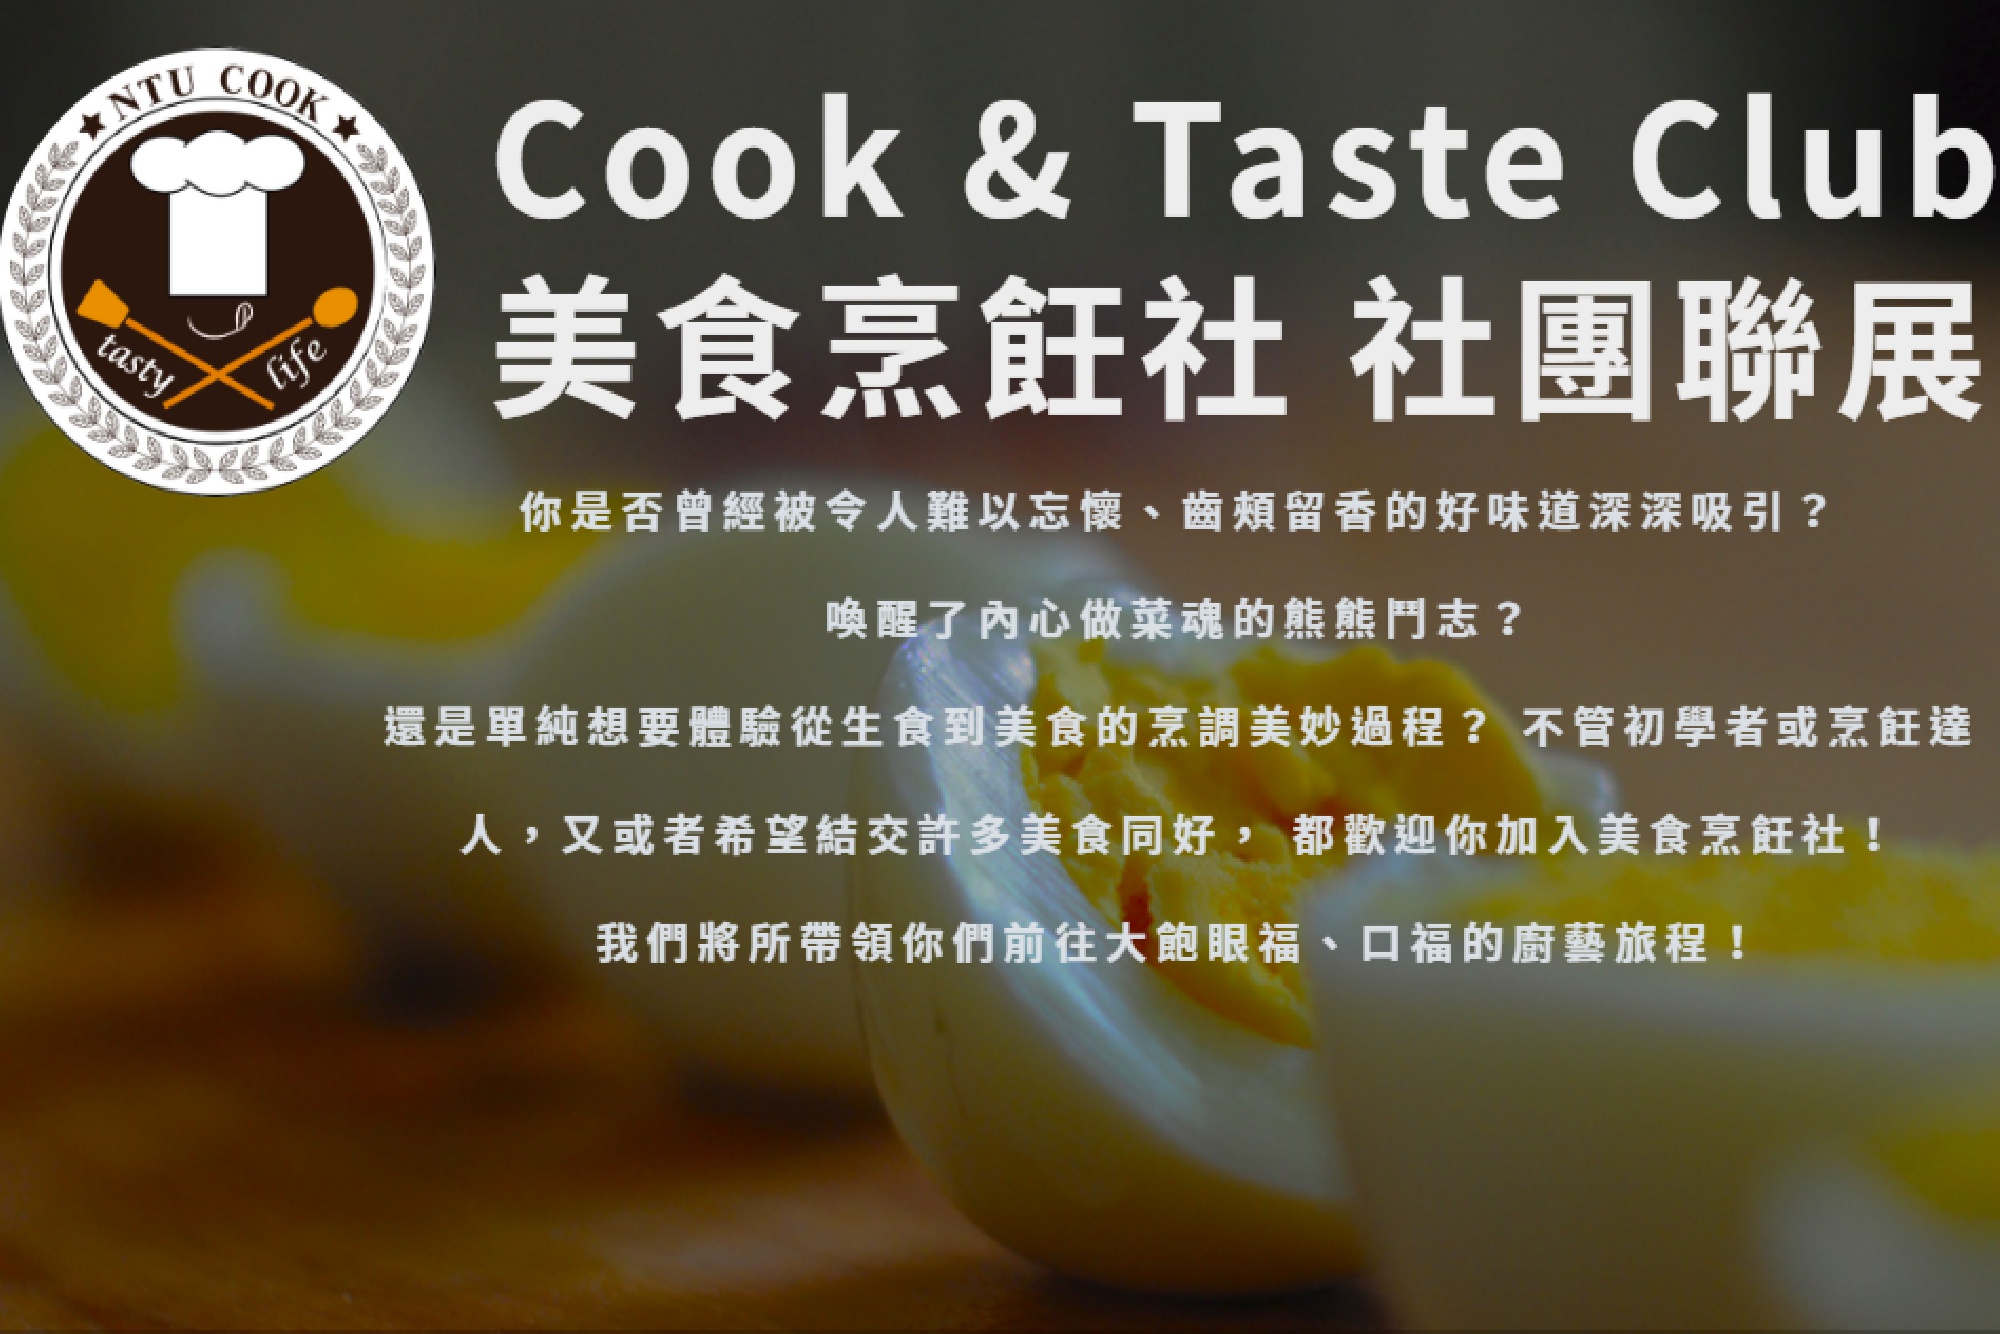 NTU COOK
tasty life
Cook & Taste Club
美食烹飪社 社團聯展
你是否曾經被令人難以忘懷、齒頰留香的好味道深深吸引？
喚醒了內心做菜魂的熊熊鬥志？
還是單純想要體驗從生食到美食的烹調美妙過程？ 不管初學者或烹飪達
人，又或者希望結交許多美食同好， 都歡迎你加入美食烹飪社！
我們將所帶領你們前往大飽眼福、口福的廚藝旅程！